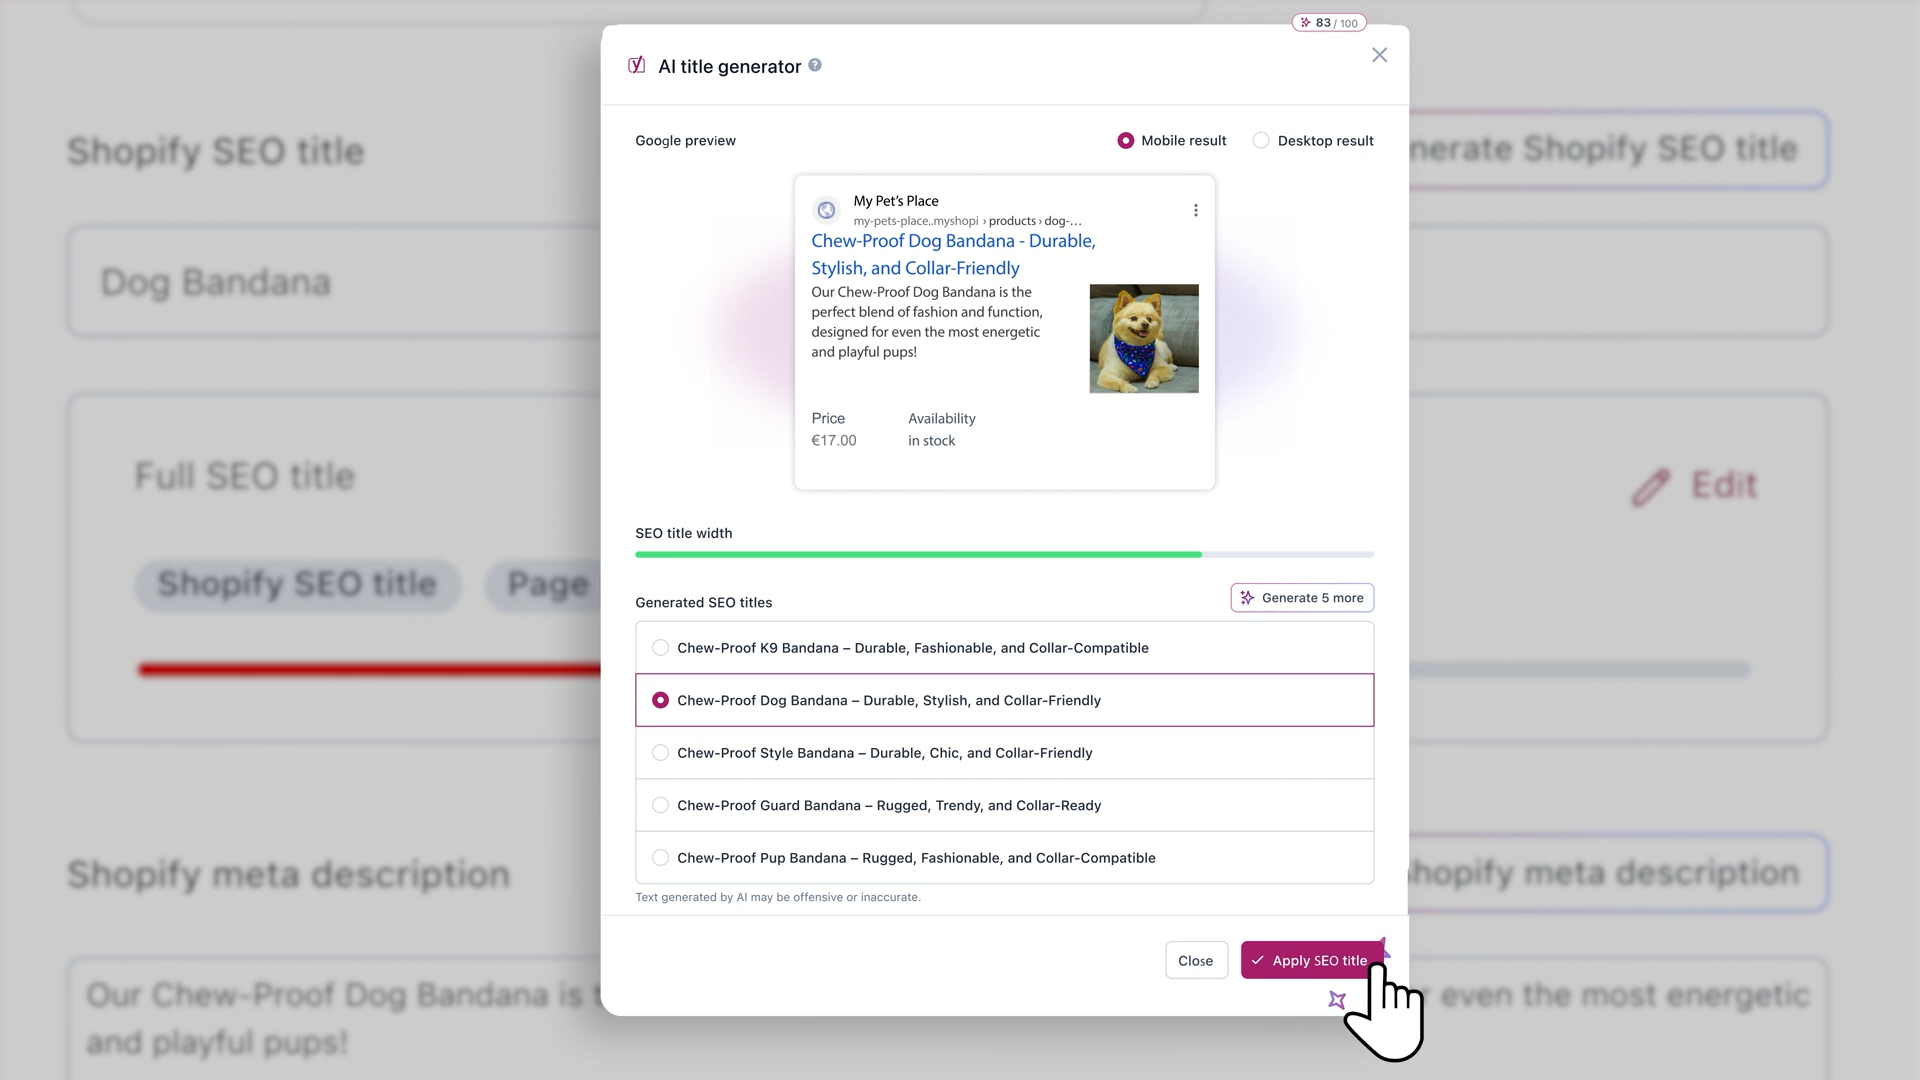 83 / 100
AI title generator
Google preview
Mobile result
Desktop result
My Pet's Place
my-pets-place..myshopi › products › dog-...
Chew-Proof Dog Bandana - Durable,
Stylish, and Collar-Friendly
Our Chew-Proof Dog Bandana is the
perfect blend of fashion and function,
designed for even the most energetic
and playful pups!
Price
Availability
€17.00
in stock
SEO title width
Generated SEO titles
Generate 5 more
Chew-Proof K9 Bandana – Durable, Fashionable, and Collar-Compatible
Chew-Proof Dog Bandana – Durable, Stylish, and Collar-Friendly
Chew-Proof Style Bandana – Durable, Chic, and Collar-Friendly
Chew-Proof Guard Bandana – Rugged, Trendy, and Collar-Ready
Chew-Proof Pup Bandana – Rugged, Fashionable, and Collar-Compatible
Text generated by AI may be offensive or inaccurate.
Close
Apply SEO title
Shopify SEO title
nerate Shopify SEO title
Dog Bandana
Full SEO title
Edit
Shopify SEO title
Page
Shopify meta description
hopify meta description
Our Chew-Proof Dog Bandana is
even the most energetic
and playful pups!